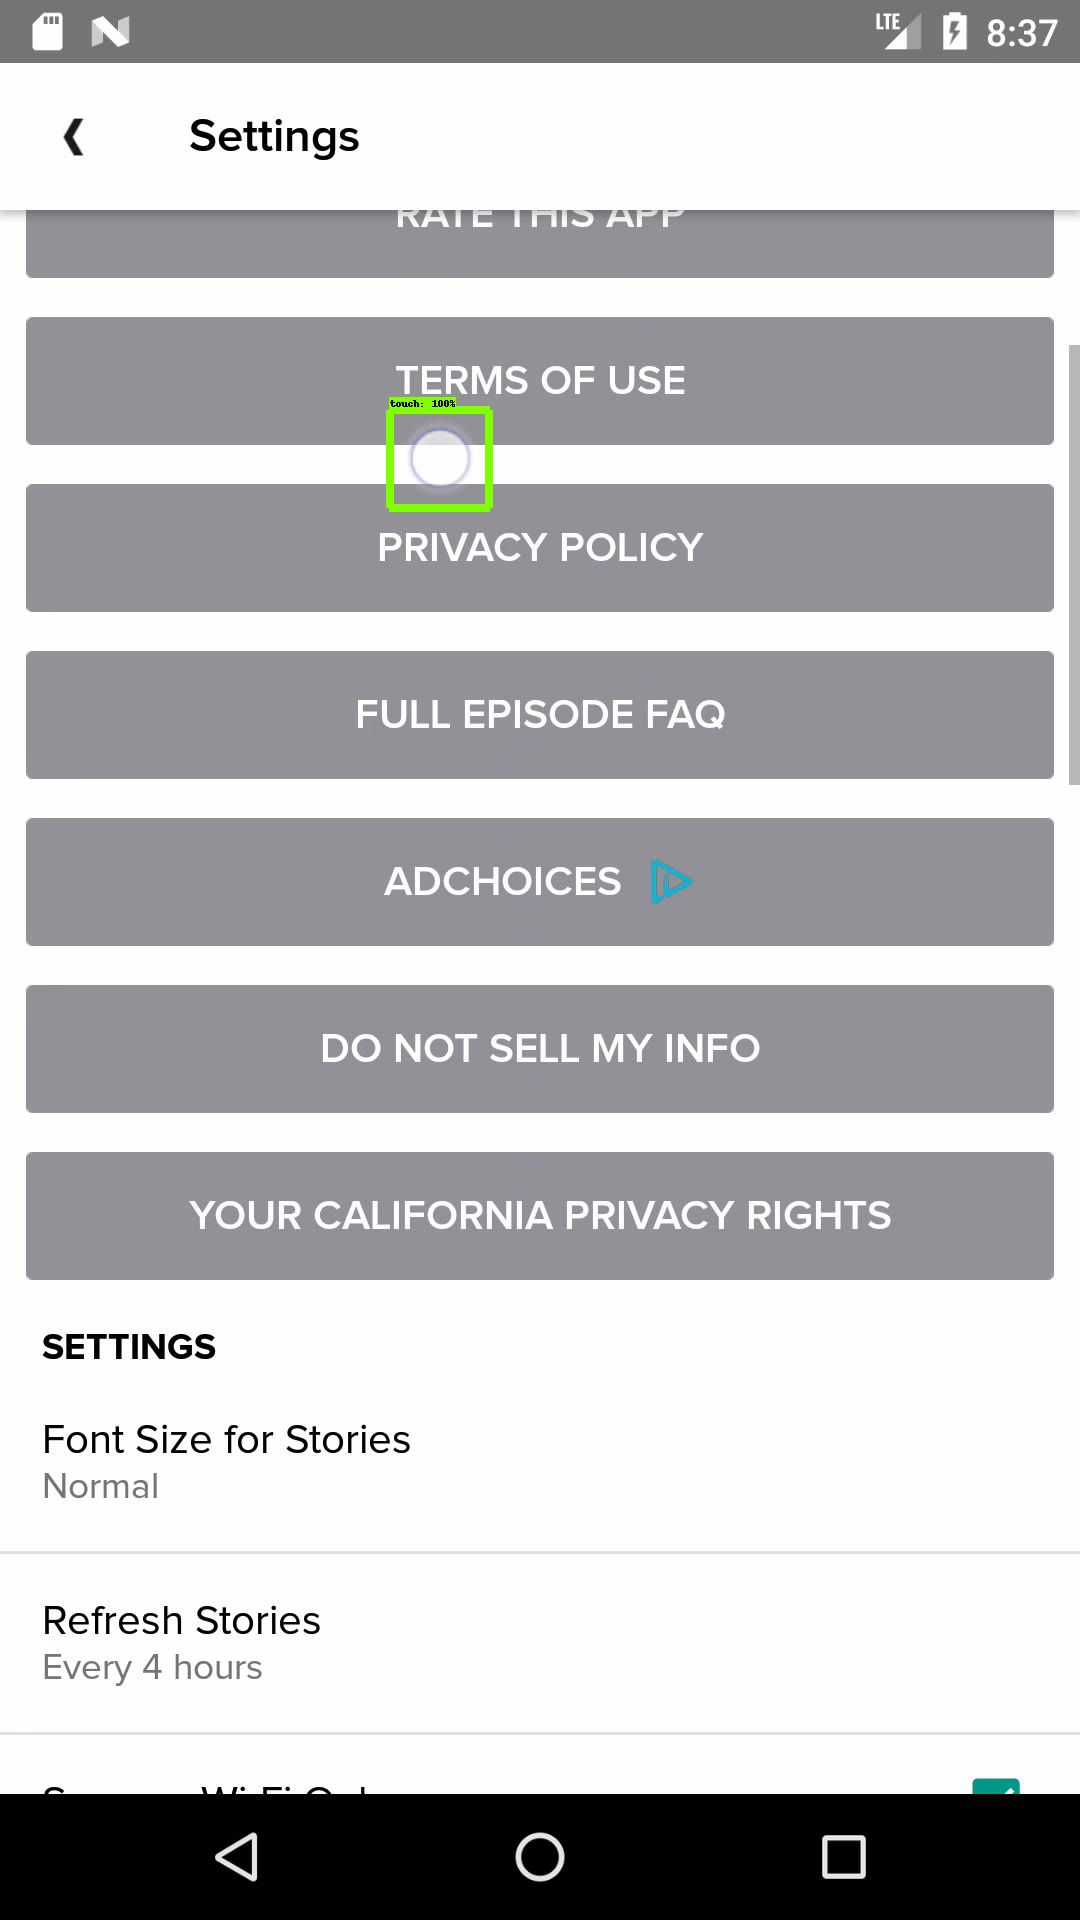 LTE 8:37
Settings
RATE THIS APP
TERMS OF USE
touch: 100%
PRIVACY POLICY
FULL EPISODE FAQ
ADCHOICES
DO NOT SELL MY INFO
YOUR CALIFORNIA PRIVACY RIGHTS
SETTINGS
Font Size for Stories
Normal
Refresh Stories
Every 4 hours